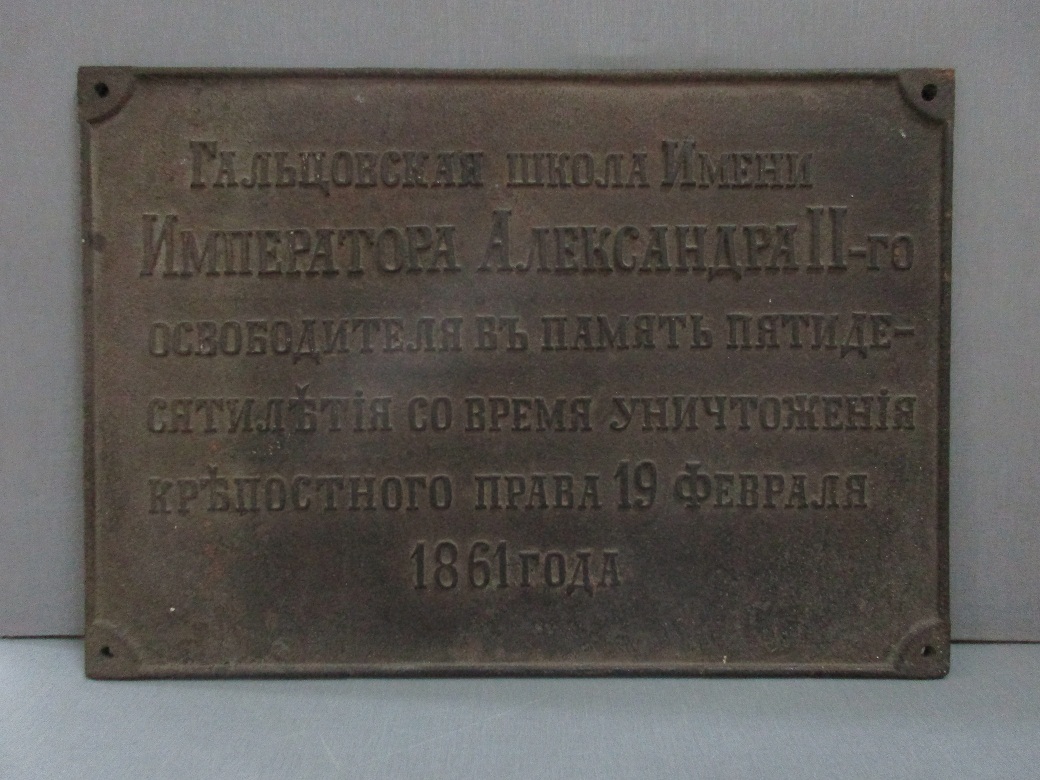 Гальцовская школа Имени
Императора Александра II-го
освободителя въ память пятиде-
сятилѣтія со время уничтоженія
крѣпостного права 19 Февраля
1861 года